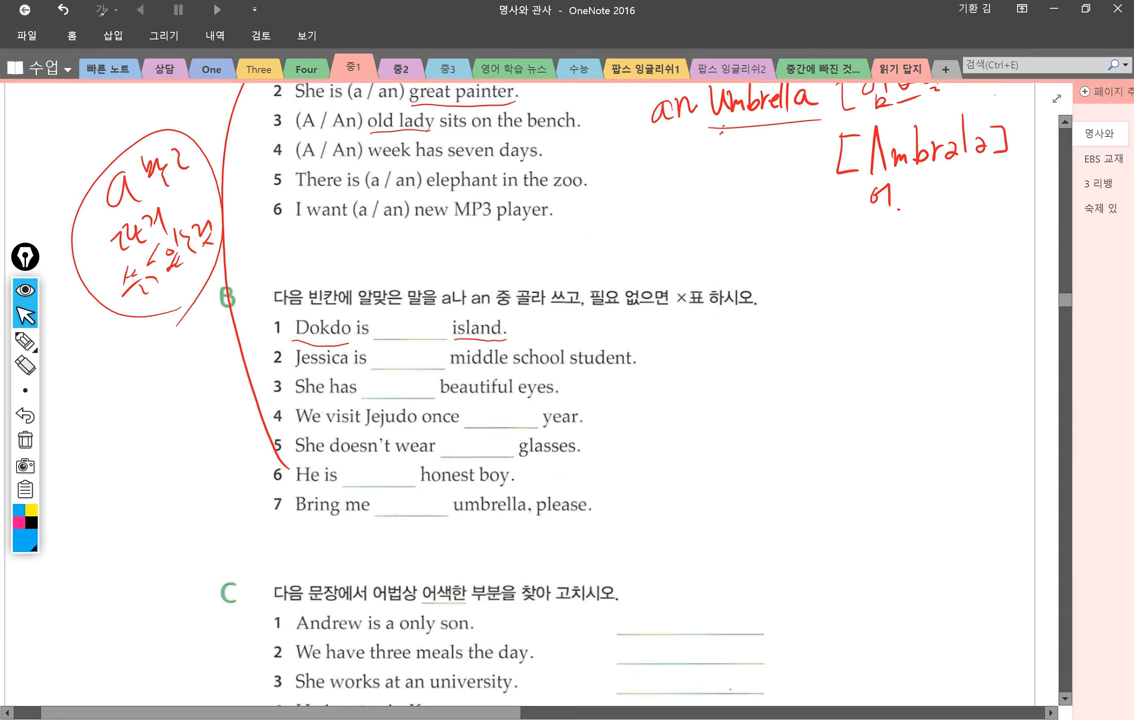 명사와 관사 - OneNote 2016
기환 김
파일 홈 삽입 그리기 내역 검토 보기
수업 빠른 노트 상담 One Three Four 중1 중2 중3 영어 학습 뉴스 수능 팝스 잉글리쉬1 팝스 잉글리쉬2 중간에 빠진 것... 읽기 답지 + 검색(Ctrl+E)
페이지 추
명사와
EBS 교재
3 리뱅
숙제 있
an umbrella
[ʌmbrələ]
어.
a
2 She is (a / an) great painter.
3 (A / An) old lady sits on the bench.
4 (A / An) week has seven days.
5 There is (a / an) elephant in the zoo.
6 I want (a / an) new MP3 player.
B 다음 빈칸에 알맞은 말을 a나 an 중 골라 쓰고, 필요 없으면 ×표 하시오.
1 Dokdo is ________ island.
2 Jessica is ________ middle school student.
3 She has ________ beautiful eyes.
4 We visit Jejudo once ________ year.
5 She doesn't wear ________ glasses.
6 He is ________ honest boy.
7 Bring me ________ umbrella, please.
C 다음 문장에서 어법상 어색한 부분을 찾아 고치시오.
1 Andrew is a only son.
2 We have three meals the day.
3 She works at an university.